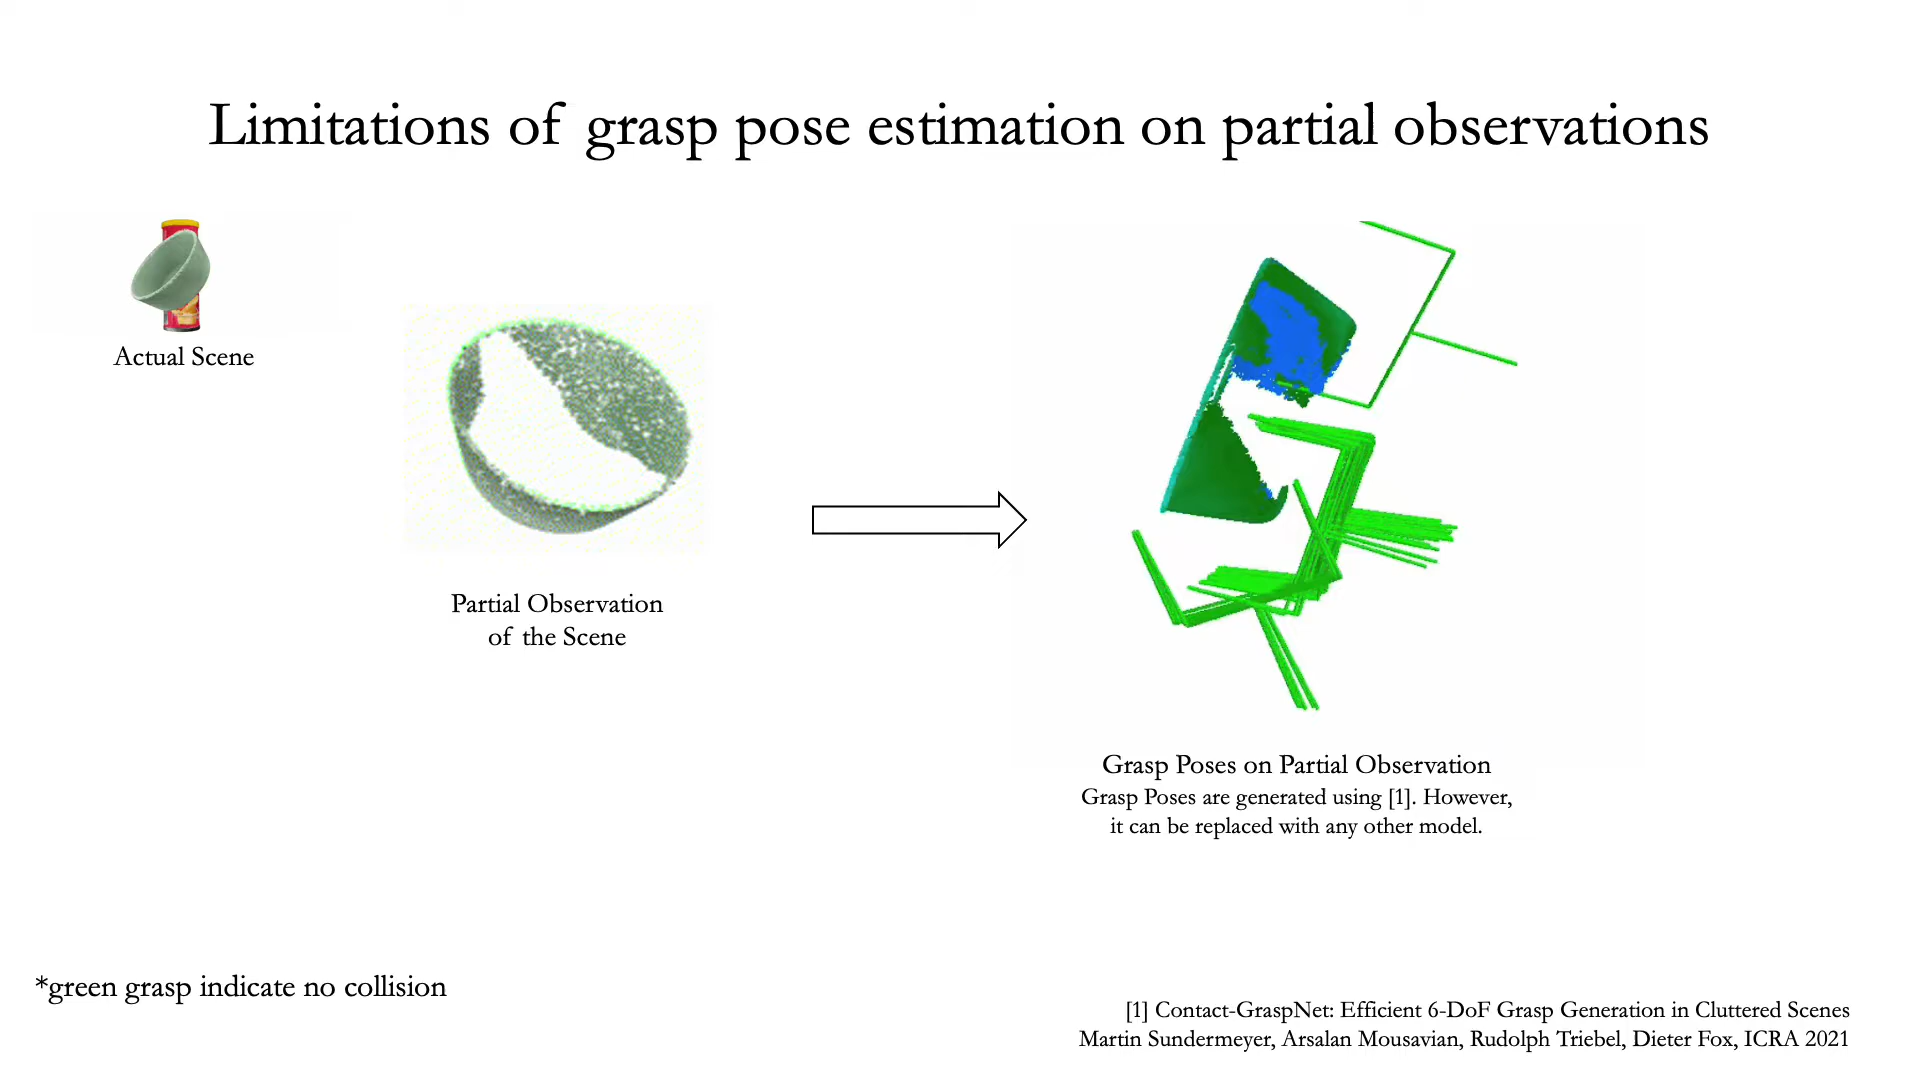 Limitations of grasp pose estimation on partial observations
Actual Scene
Partial Observation
of the Scene
Grasp Poses on Partial Observation
Grasp Poses are generated using [1]. However,
it can be replaced with any other model.
*green grasp indicate no collision
[1] Contact-GraspNet: Efficient 6-DoF Grasp Generation in Cluttered Scenes
Martin Sundermeyer, Arsalan Mousavian, Rudolph Triebel, Dieter Fox, ICRA 2021